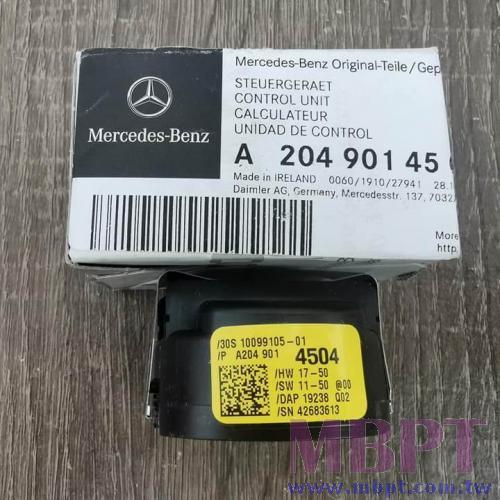 Mercedes-Benz Original-Teile/Gep
STEUERGERAET
CONTROL UNIT
CALCULATEUR
UNIDAD DE CONTROL
Mercedes-Benz
A 204 901 45
Made in IRELAND 0060/1910/27941 28.1
Daimler AG, Germany, Mercedesstr. 137, 7032
More
http:
/30S 10099105-01
/P A204 901 4504
/HW 17-50
/SW 11-50 @00
/DAP 19238 Q02
/SN 42683613
MBPT
www.mbpt.com.tw